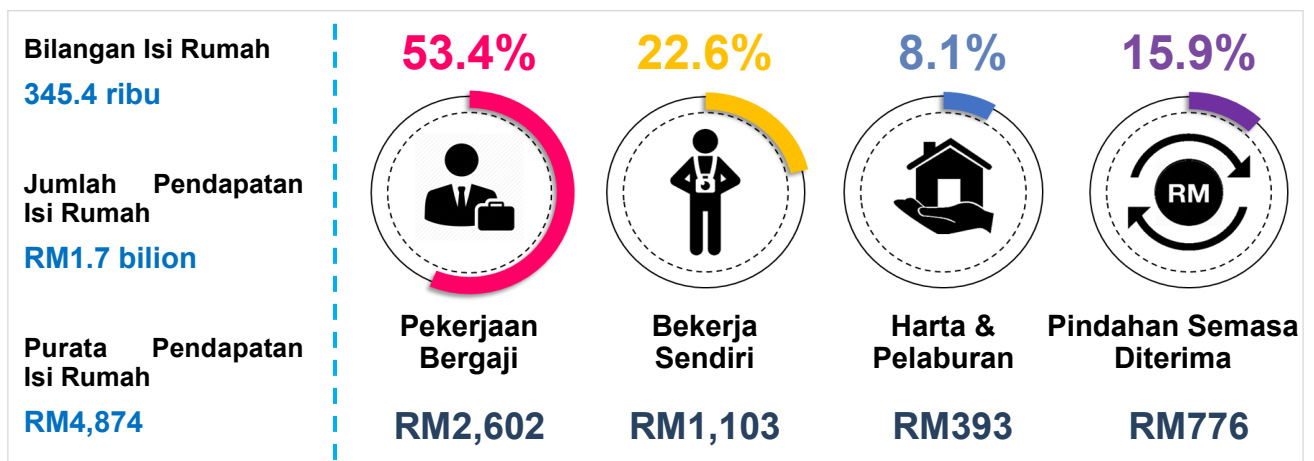 Bilangan Isi Rumah
345.4 ribu
Jumlah Pendapatan
Isi Rumah
RM1.7 bilion
Purata Pendapatan
Isi Rumah
RM4,874
53.4%
Pekerjaan
Bergaji
RM2,602
22.6%
Bekerja
Sendiri
RM1,103
8.1%
Harta &
Pelaburan
RM393
15.9%
RM
Pindahan Semasa
Diterima
RM776